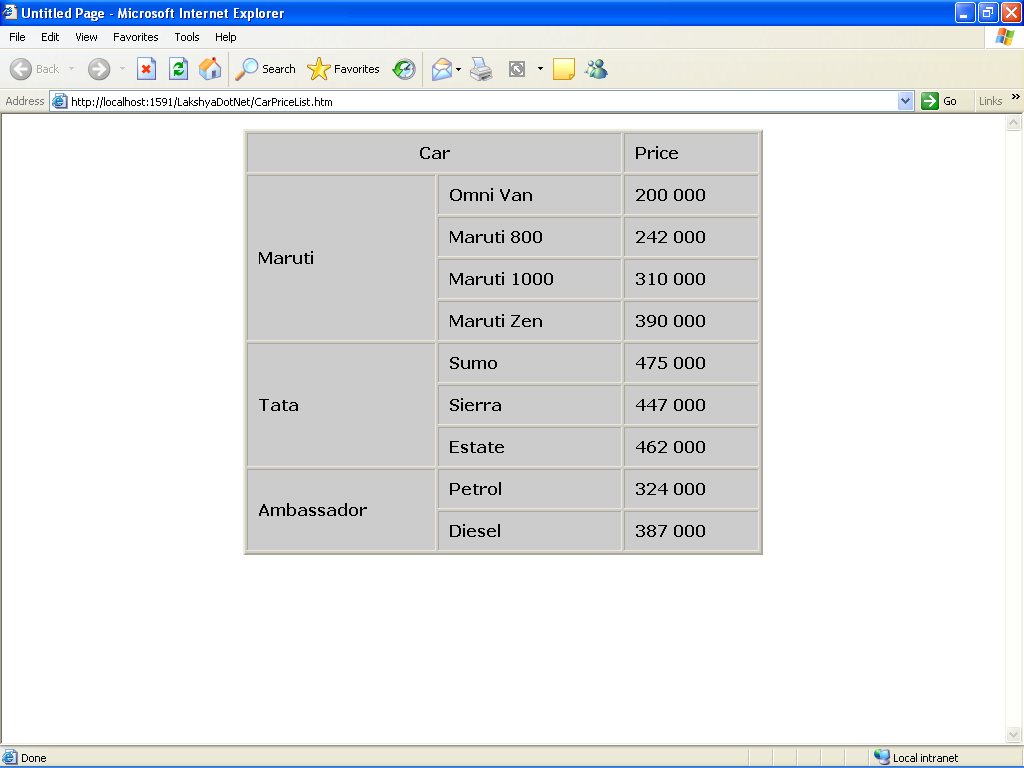 Untitled Page - Microsoft Internet Explorer
File Edit View Favorites Tools Help
Back Search Favorites
Address http://localhost:1591/LakshyaDotNet/CarPriceList.htm Go Links »
Car Price
Maruti Omni Van 200 000
Maruti 800 242 000
Maruti 1000 310 000
Maruti Zen 390 000
Tata Sumo 475 000
Sierra 447 000
Estate 462 000
Ambassador Petrol 324 000
Diesel 387 000
Done Local intranet